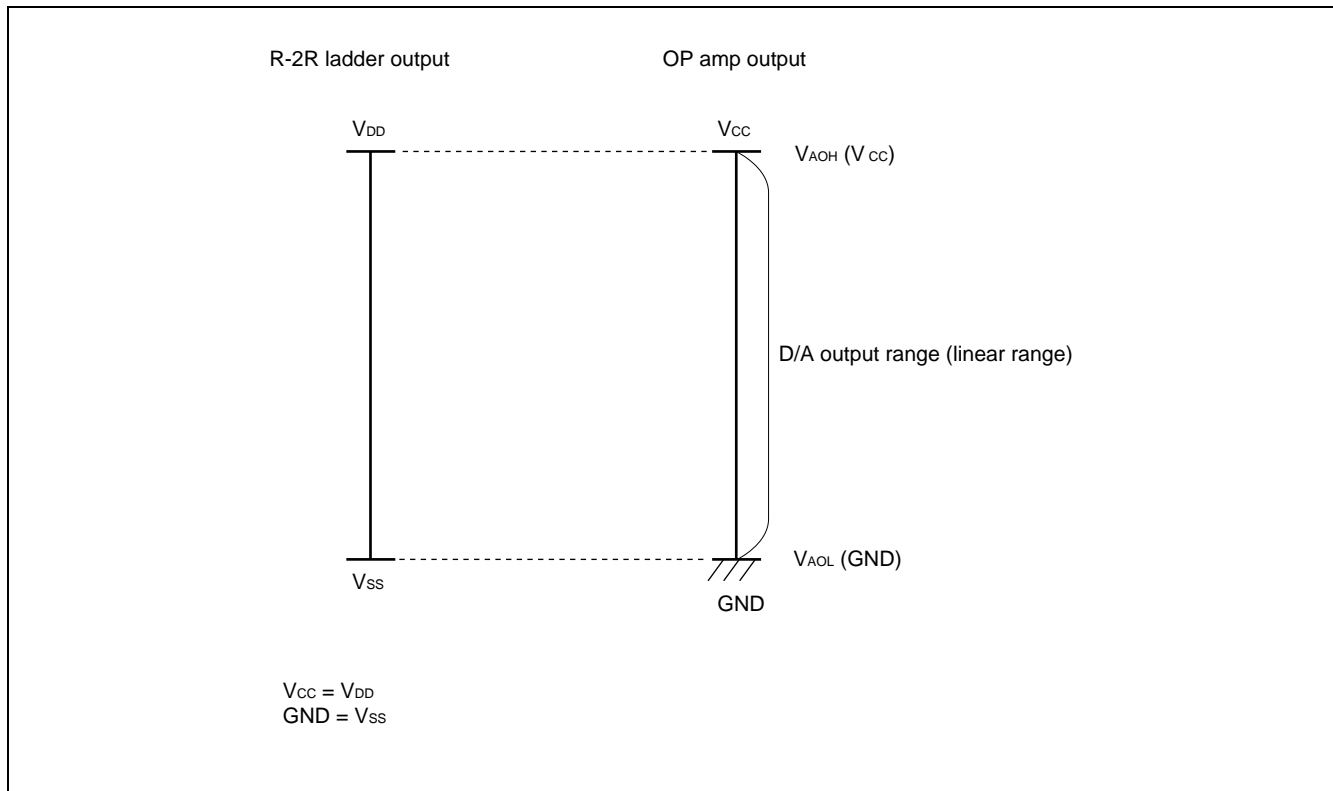 R-2R ladder output
OP amp output
VDD
VCC
VAOH (V CC)
D/A output range (linear range)
VSS
VAOL (GND)
GND
VCC = VDD
GND = VSS